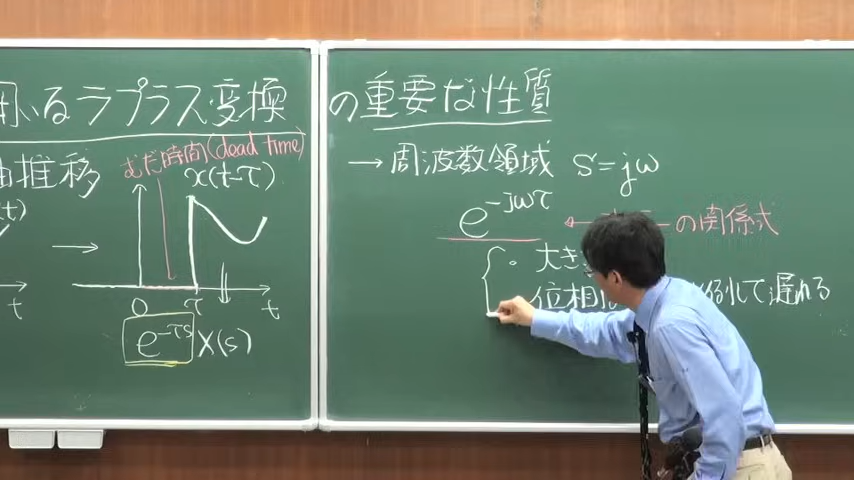 るラプラス変換
の重要な性質
推移
むだ時間(dead time)
x(t-τ)
(t)
→
t
0
τ
t
e^-τs X(s)
→ 周波数領域 s=jω
e^-jωτ
← の関係式
・大き
位相
して遅れる